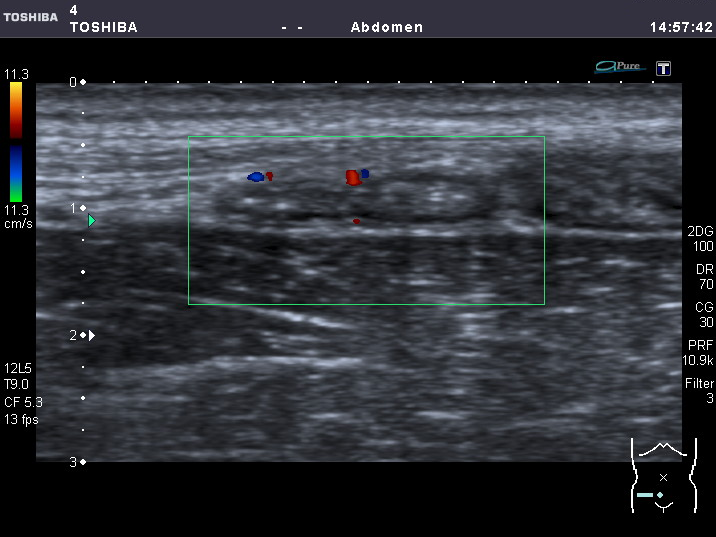 TOSHIBA
4
TOSHIBA - - Abdomen 14:57:42
aPure T
11.3
11.3
cm/s
0
1
2
3
2DG
100
DR
70
CG
30
PRF
10.9k
Filter
3
12L5
T9.0
CF 5.3
13 fps